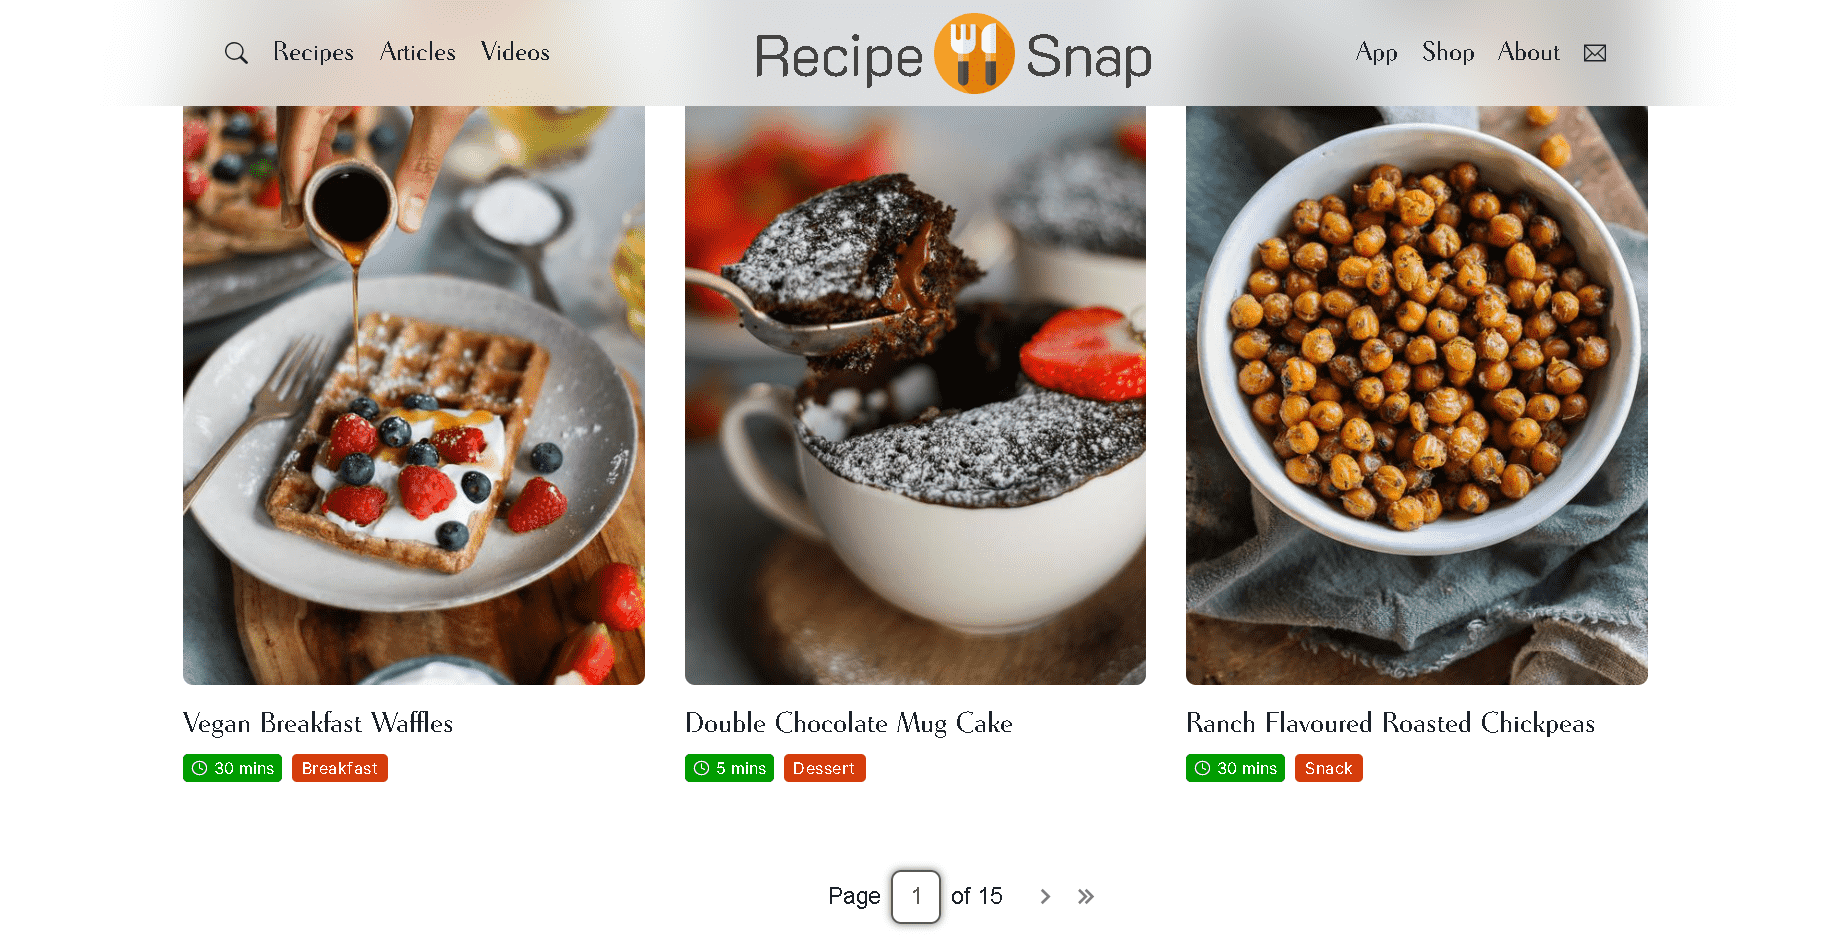 Recipes Articles Videos
Recipe Snap
App Shop About
Vegan Breakfast Waffles
30 mins Breakfast
Double Chocolate Mug Cake
5 mins Dessert
Ranch Flavoured Roasted Chickpeas
30 mins Snack
Page 1 of 15